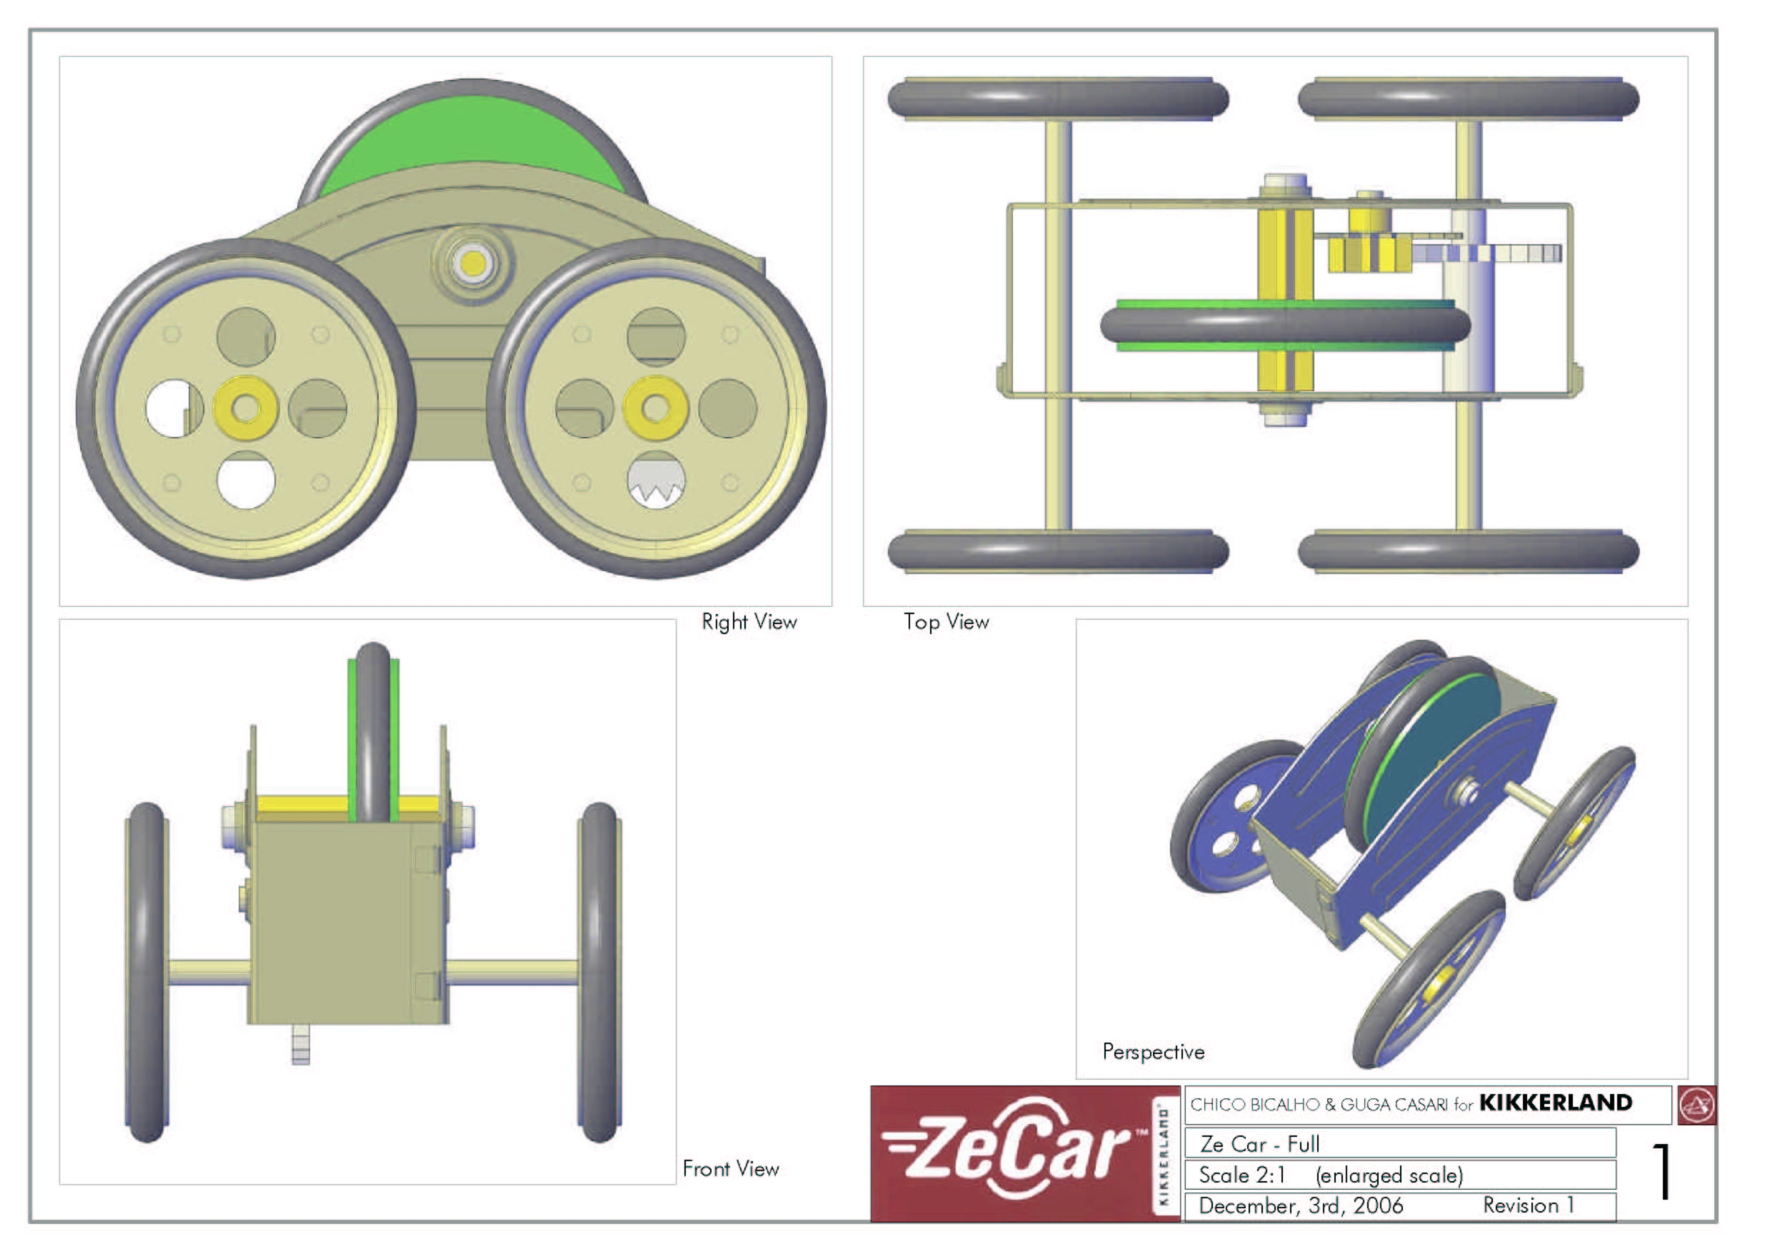 Right View
Top View
Front View
Perspective
ZeCar™
KIKKERLAND®
CHICO BICALHO & GUGA CASARI for KIKKERLAND
Ze Car - Full
Scale 2:1 (enlarged scale)
December, 3rd, 2006 Revision 1
1